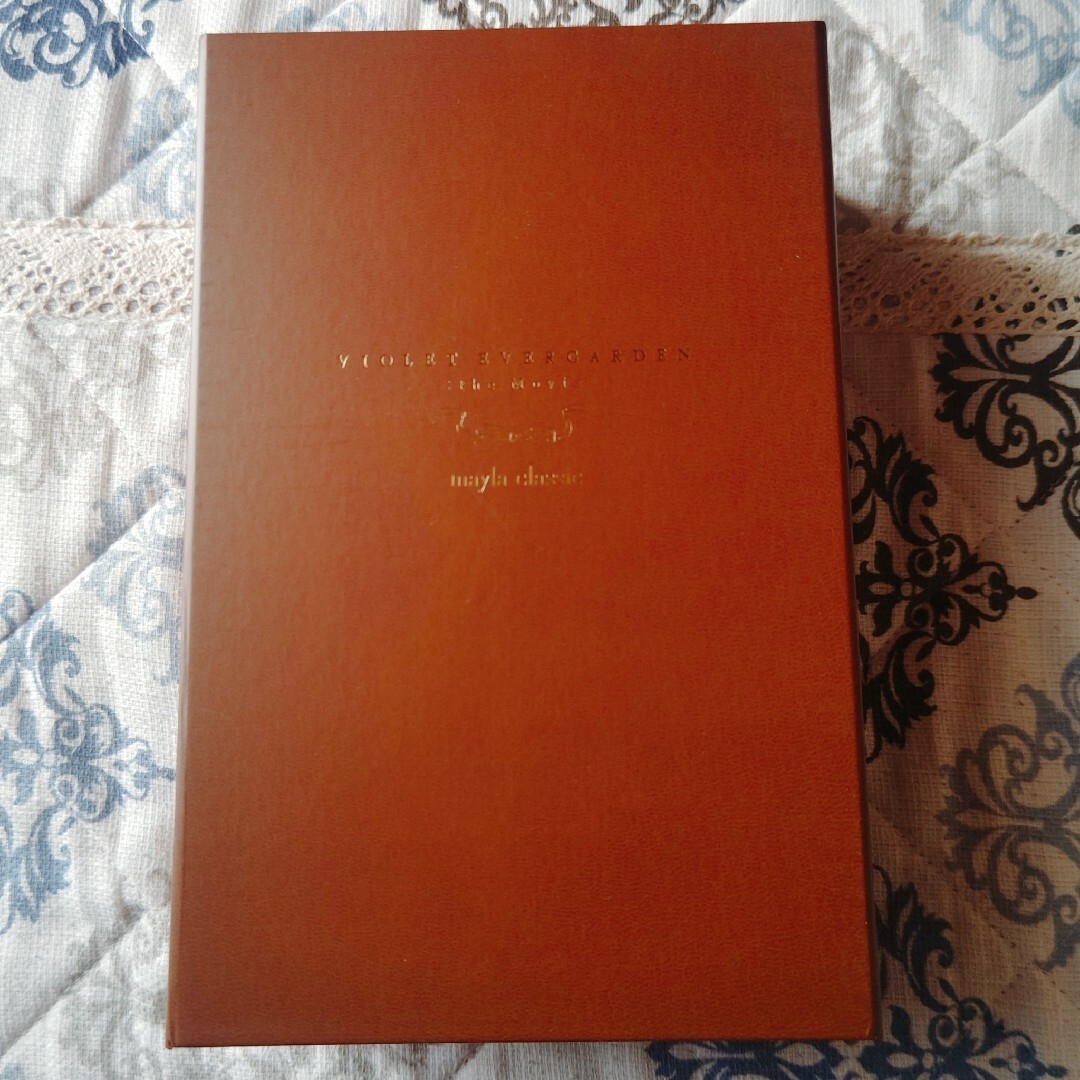 VIOLET EVERGARDEN
:the Movie
mayla classic